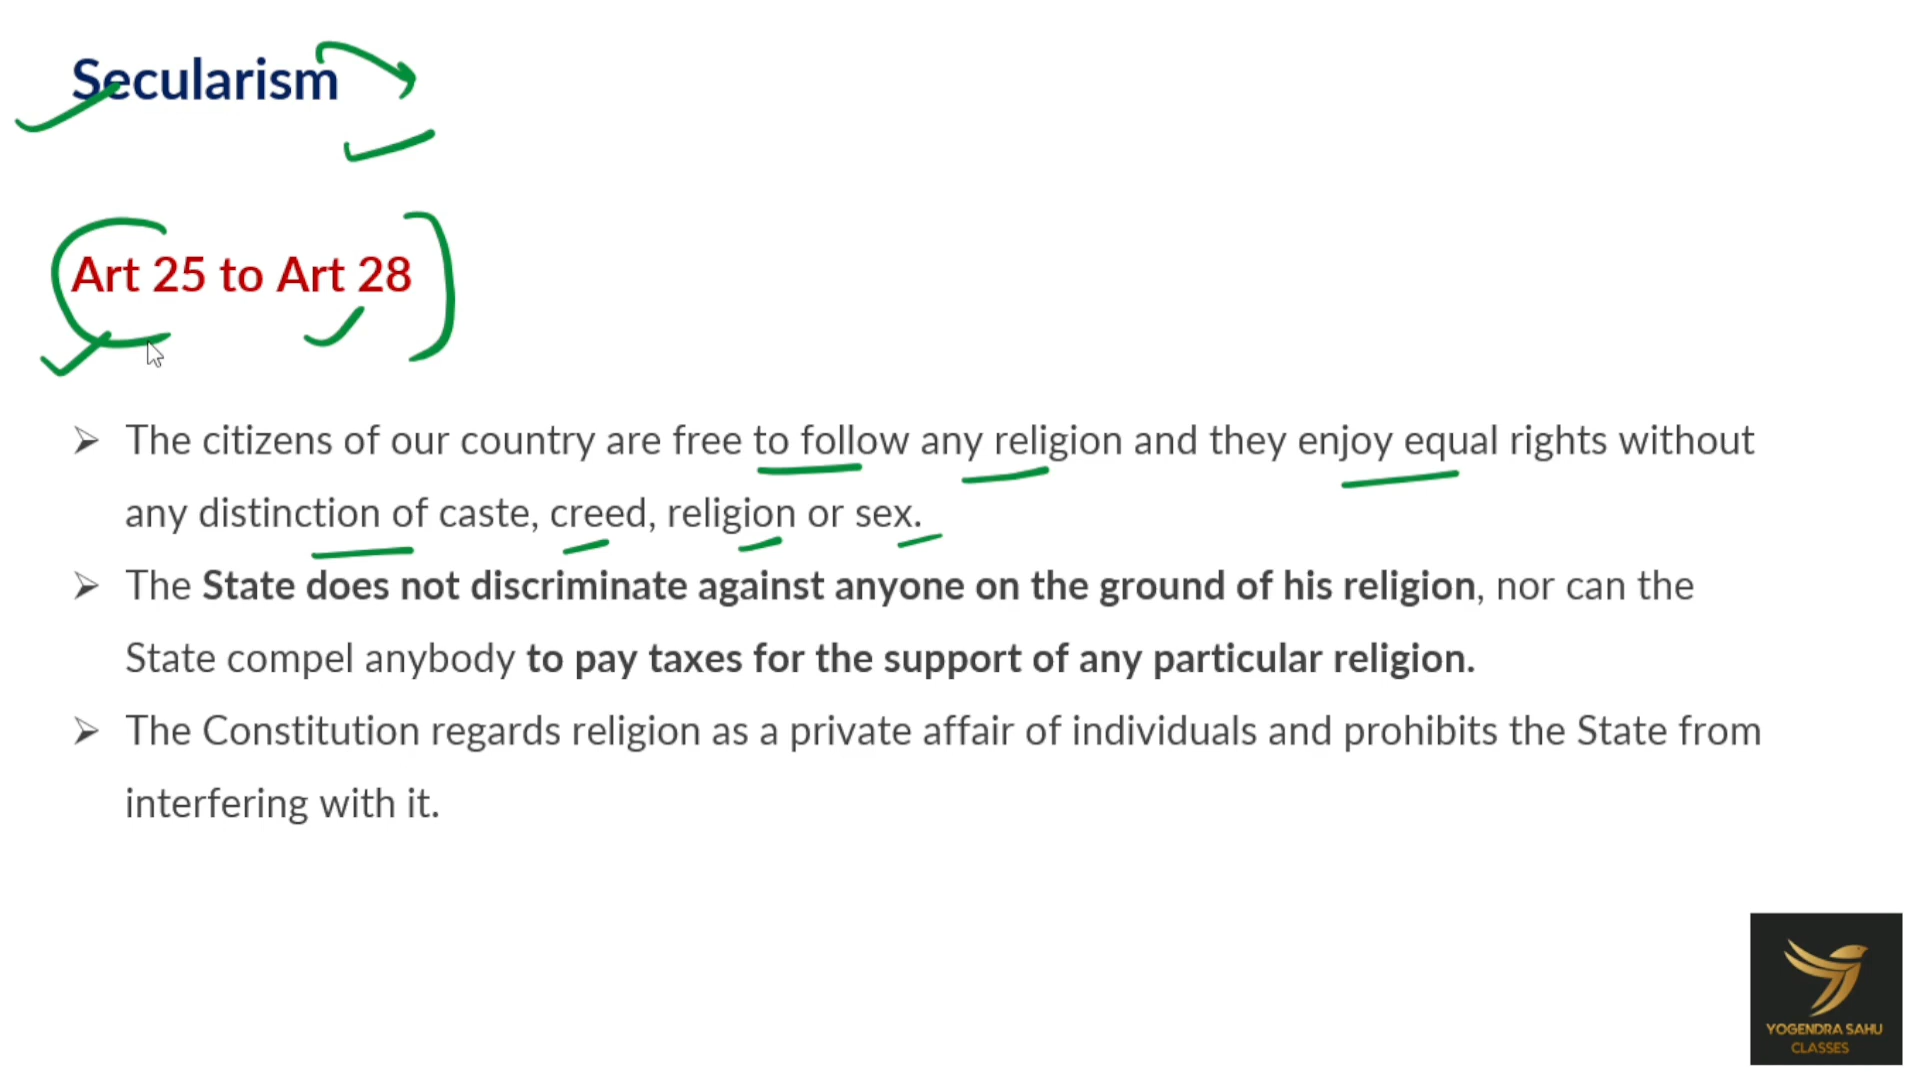 Secularism
Art 25 to Art 28
The citizens of our country are free to follow any religion and they enjoy equal rights without
any distinction of caste, creed, religion or sex.
The State does not discriminate against anyone on the ground of his religion, nor can the
State compel anybody to pay taxes for the support of any particular religion.
The Constitution regards religion as a private affair of individuals and prohibits the State from
interfering with it.
YOGENDRA SAHU
CLASSES